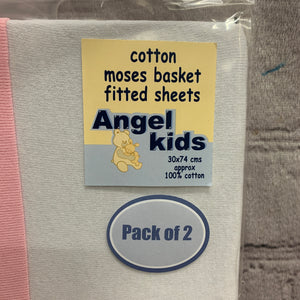 cotton
moses basket
fitted sheets
Angel
kids
30x74 cms
approx
100% cotton
Pack of 2